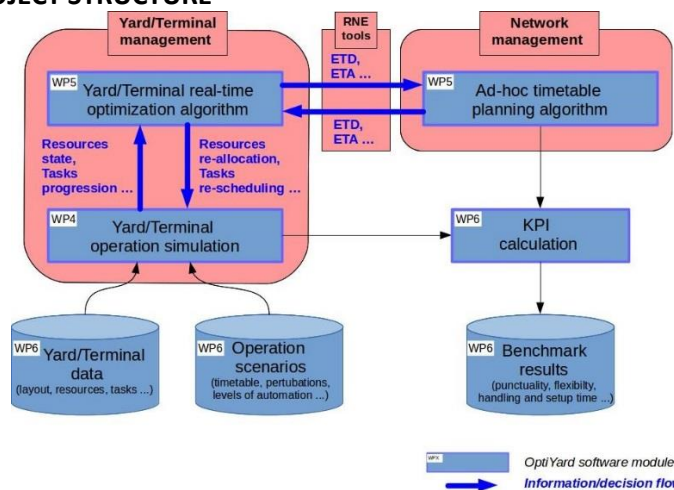 JECT STRUCTURE
Yard/Terminal
management
RNE
tools
Network
management
WP5
Yard/Terminal real-time
optimization algorithm
ETD,
ETA ...
ETD,
ETA ...
WP5
Ad-hoc timetable
planning algorithm
Resources
state,
Tasks
progression ...
Resources
re-allocation,
Tasks
re-scheduling ...
WP4
Yard/Terminal
operation simulation
WP6
KPI
calculation
WP6
Yard/Terminal
data
(layout, resources, tasks ...)
WP6
Operation
scenarios
(timetable, pertubations,
levels of automation ...)
WP6
Benchmark
results
(punctuality, flexibilty,
handling and setup time ...)
WPX
OptiYard software module
Information/decision flow